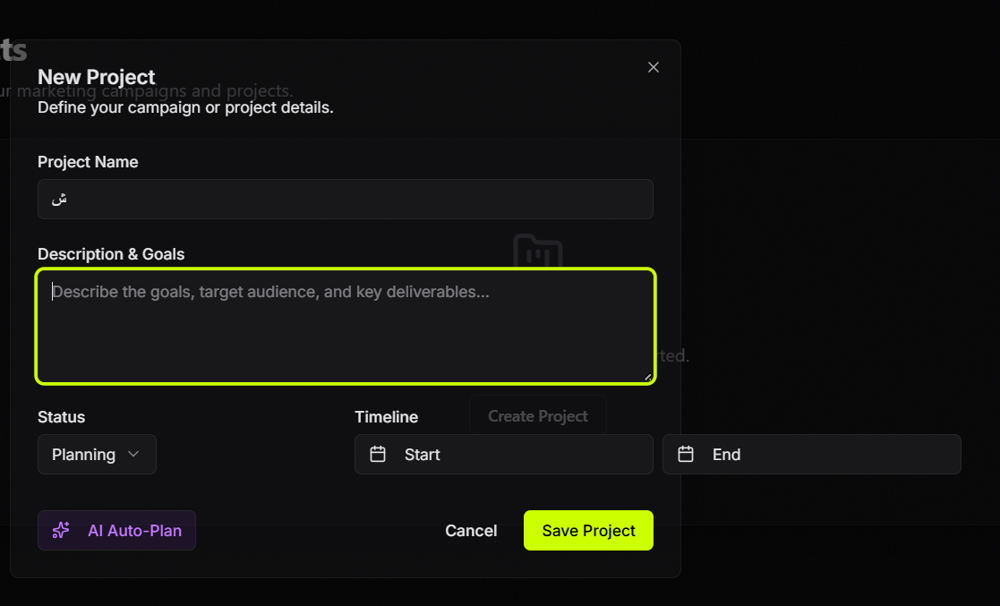 ts
New Project
ur marketing campaigns and projects.
Define your campaign or project details.
Project Name
ش
Description & Goals
Describe the goals, target audience, and key deliverables...
rted.
Status
Timeline
Create Project
Planning
Start
End
AI Auto-Plan
Cancel
Save Project